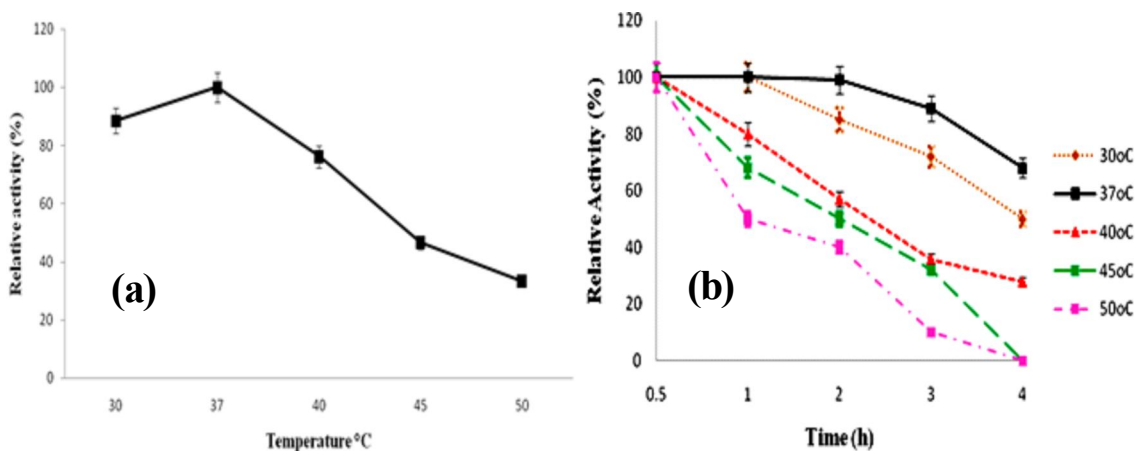 120
100
80
60
40
20
0
Relative activity (%)
(a)
30 37 40 45 50
Temperature °C
120
100
80
60
40
20
0
Relative Activity (%)
(b)
0.5 1 2 3 4
Time (h)
30oC
37oC
40oC
45oC
50oC